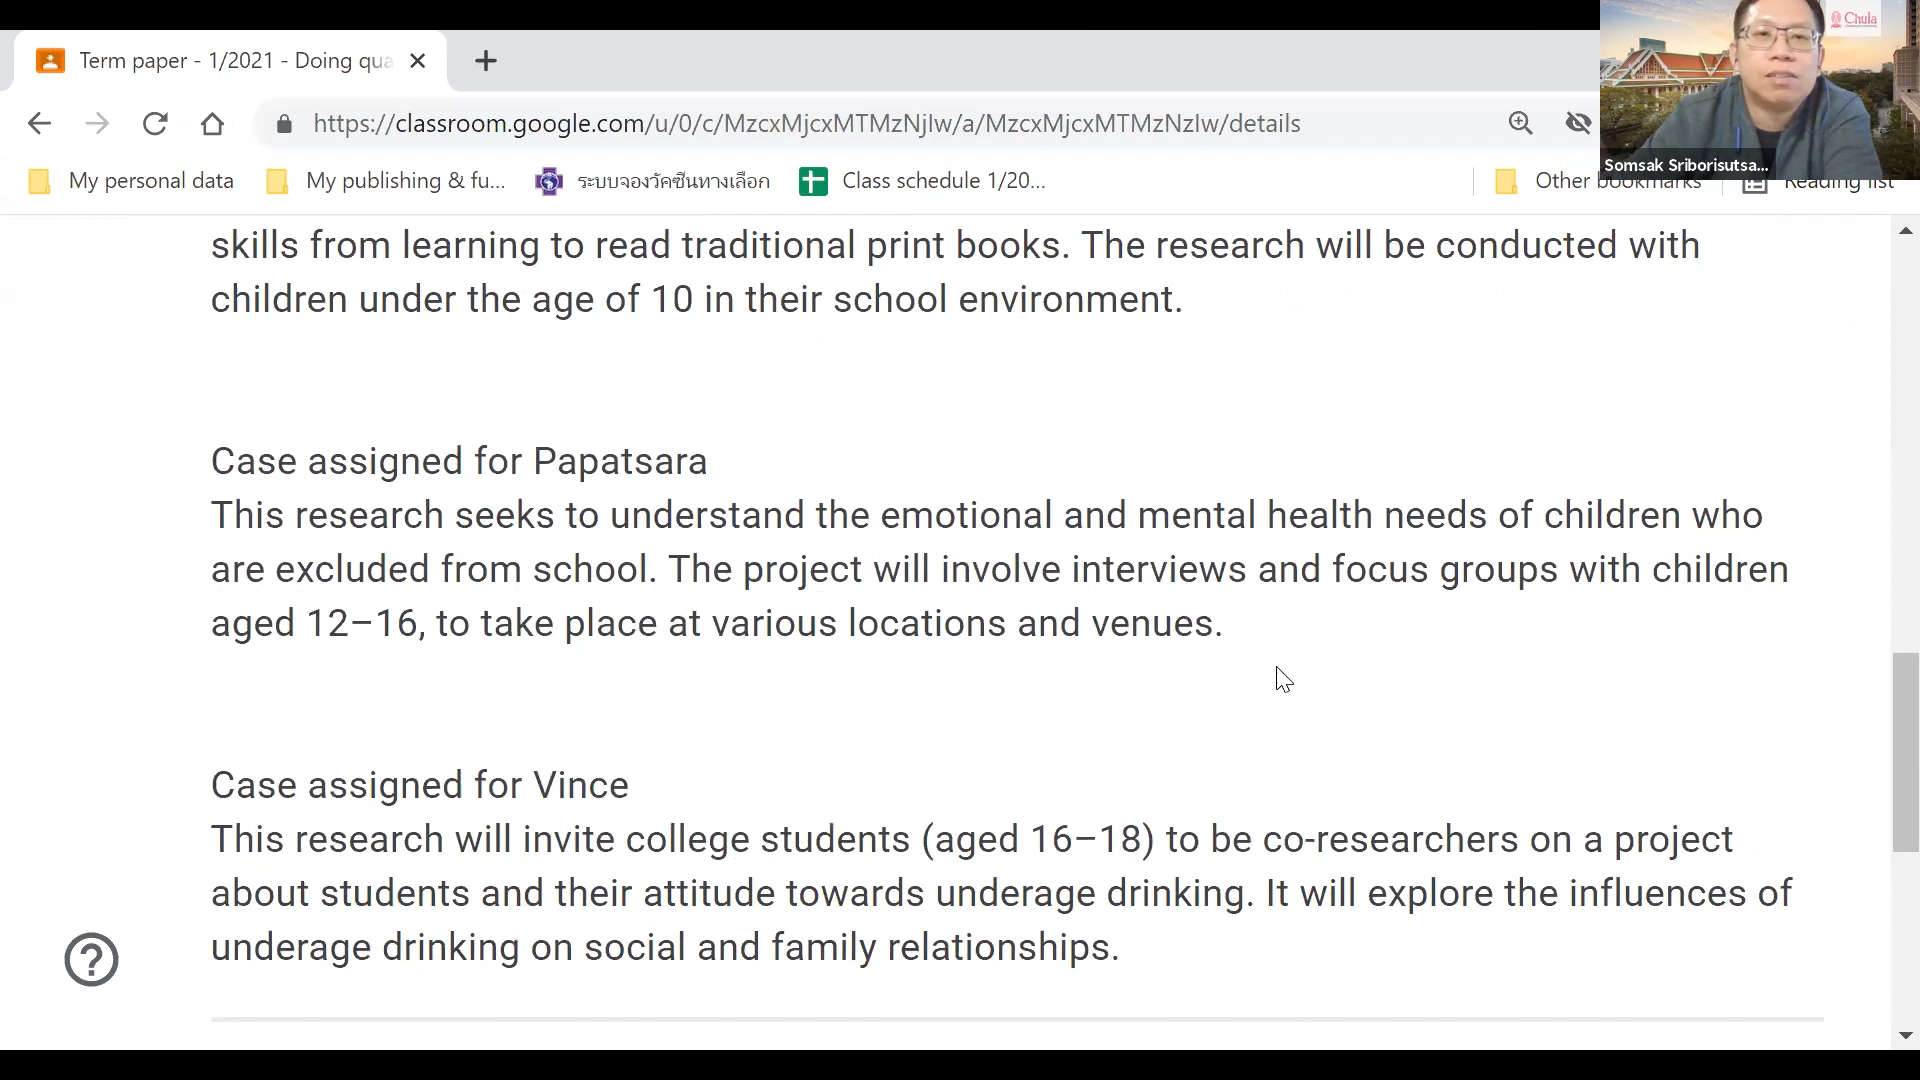 Term paper - 1/2021 - Doing qua
Chula
https://classroom.google.com/u/0/c/MzcxMjcxMTMzNjIw/a/MzcxMjcxMTMzNzIw/details
Somsak Sriborisutsa...
My personal data
My publishing & fu...
ระบบจองวัคซีนทางเลือก
Class schedule 1/20...
Other bookmarks
Reading list
skills from learning to read traditional print books. The research will be conducted with
children under the age of 10 in their school environment.
Case assigned for Papatsara
This research seeks to understand the emotional and mental health needs of children who
are excluded from school. The project will involve interviews and focus groups with children
aged 12–16, to take place at various locations and venues.
Case assigned for Vince
This research will invite college students (aged 16–18) to be co-researchers on a project
about students and their attitude towards underage drinking. It will explore the influences of
underage drinking on social and family relationships.